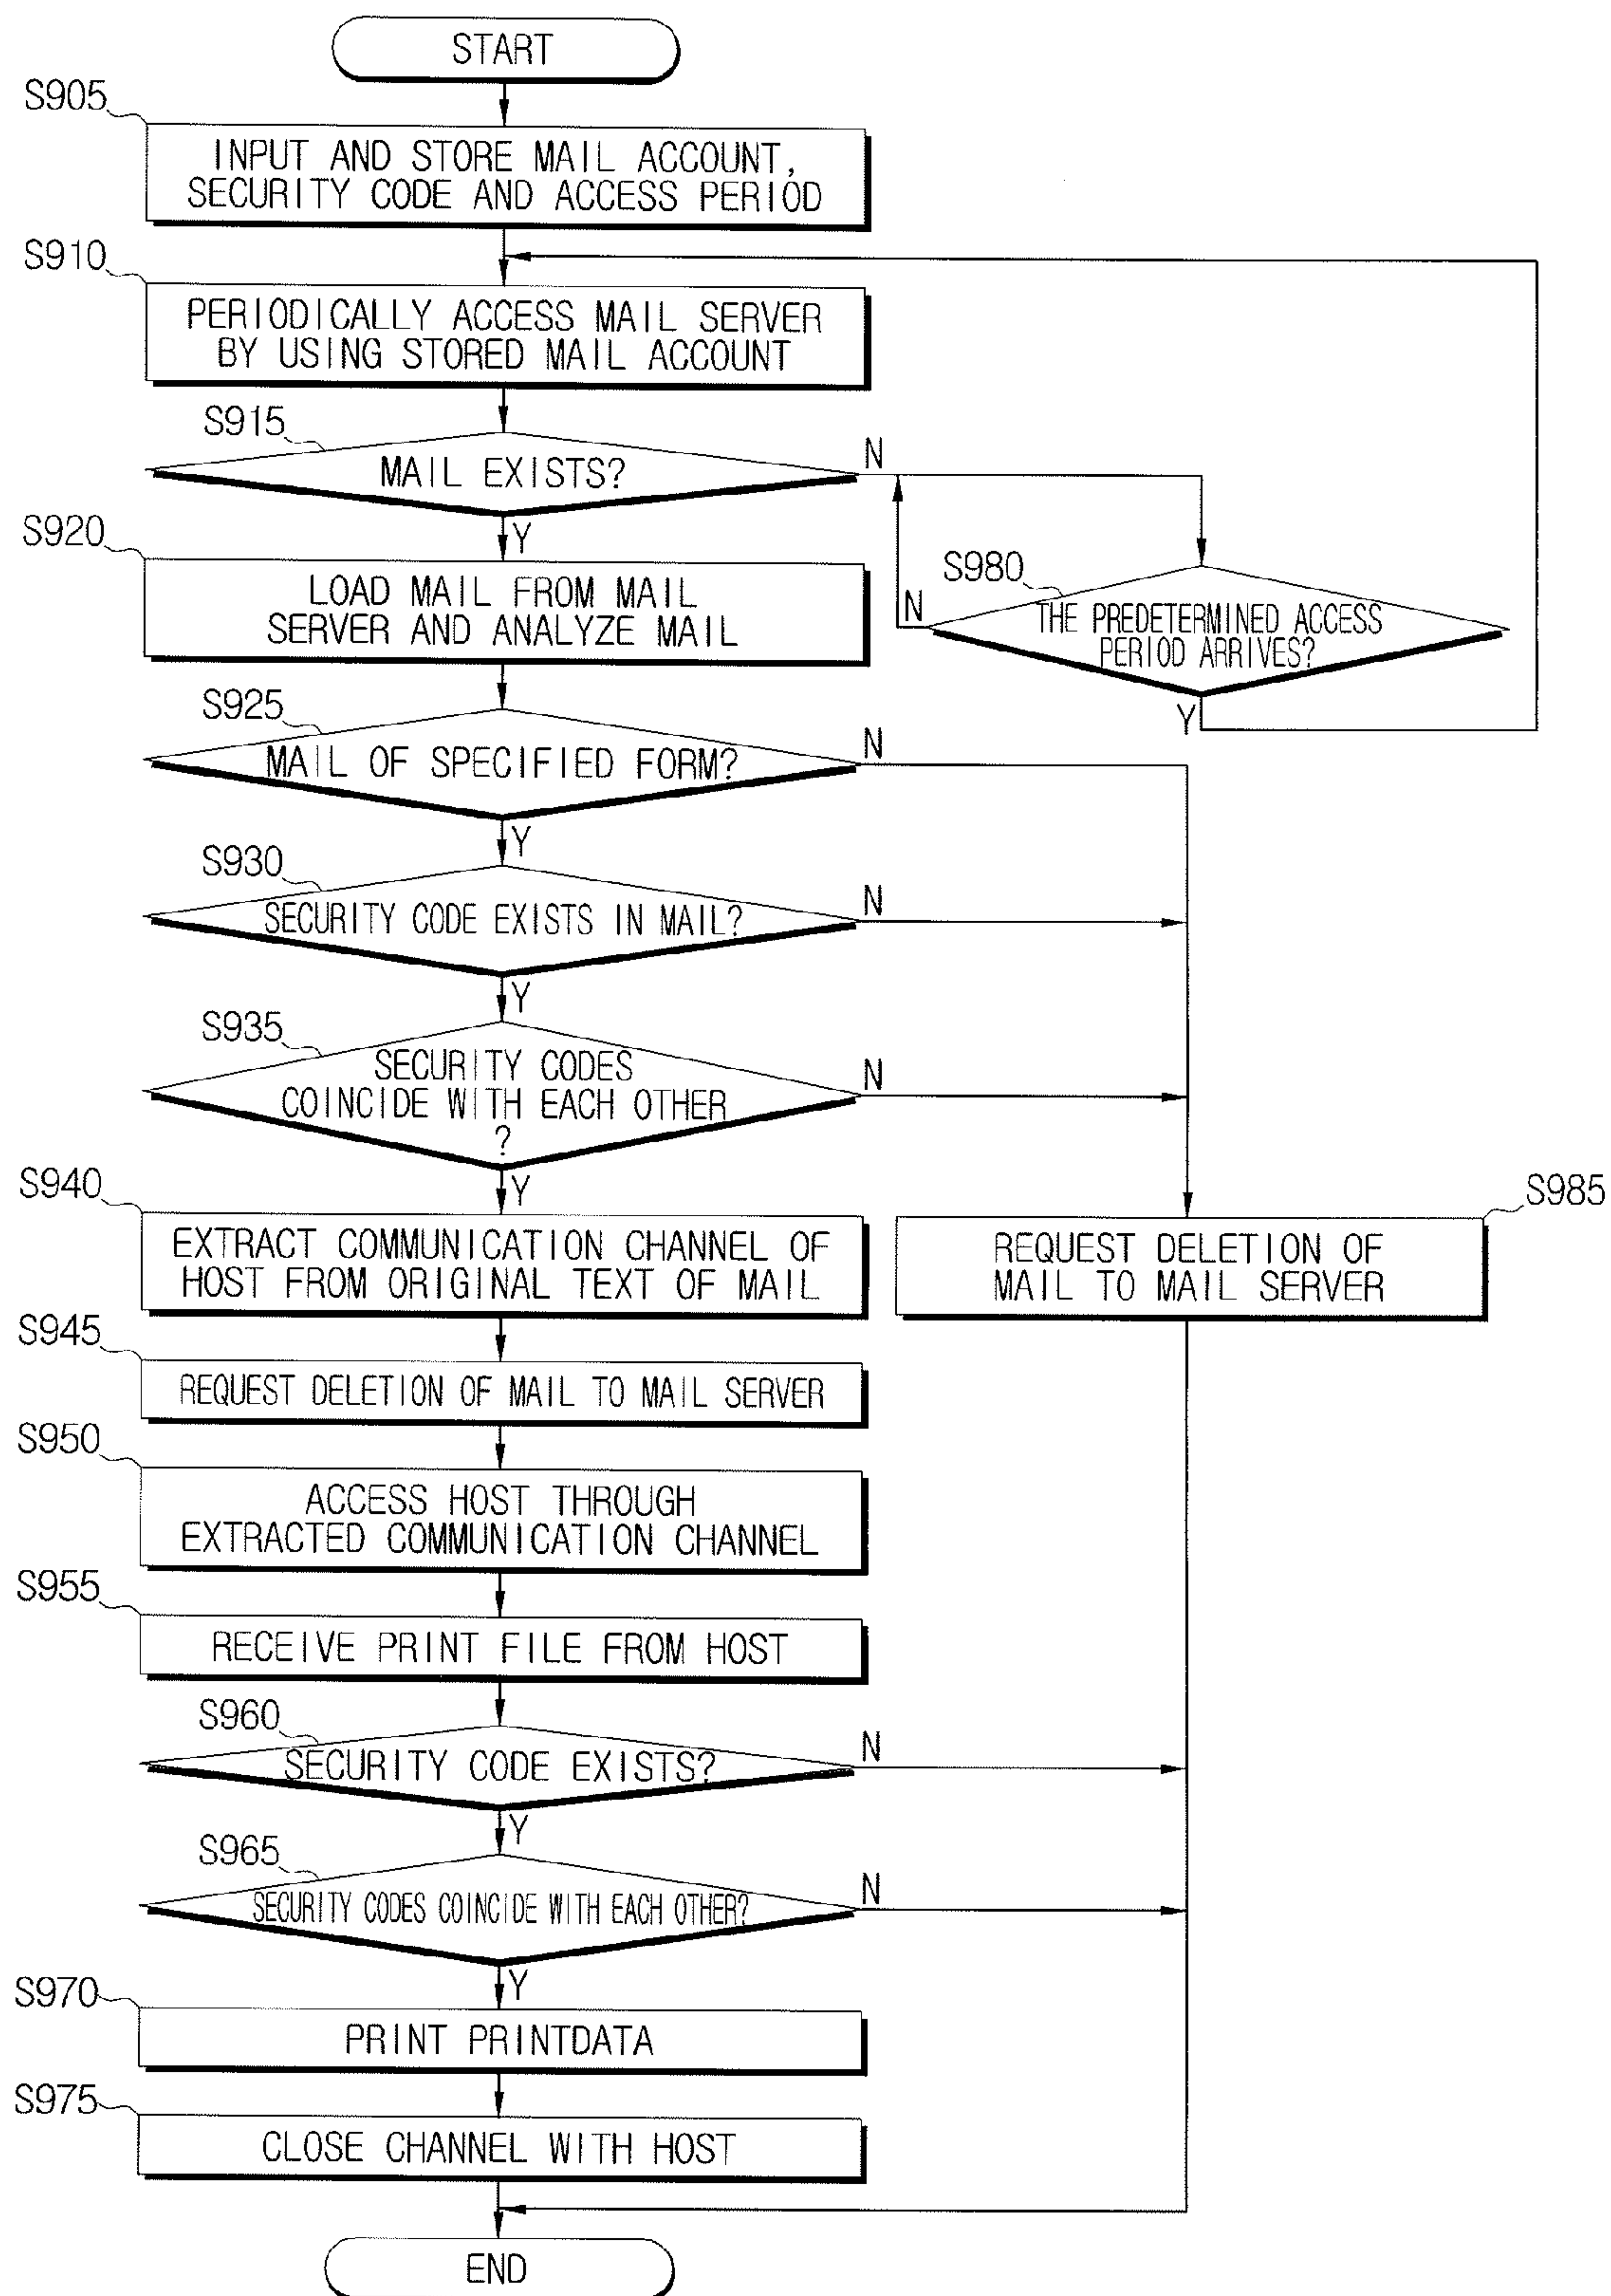 START
S905
INPUT AND STORE MAIL ACCOUNT,
SECURITY CODE AND ACCESS PERIOD
S910
PERIODICALLY ACCESS MAIL SERVER
BY USING STORED MAIL ACCOUNT
S915
MAIL EXISTS?
N
Y
S920
LOAD MAIL FROM MAIL
SERVER AND ANALYZE MAIL
S980
THE PREDETERMINED ACCESS
PERIOD ARRIVES?
N
Y
S925
MAIL OF SPECIFIED FORM?
N
Y
S930
SECURITY CODE EXISTS IN MAIL?
N
Y
S935
SECURITY CODES
COINCIDE WITH EACH OTHER
?
N
Y
S940
EXTRACT COMMUNICATION CHANNEL OF
HOST FROM ORIGINAL TEXT OF MAIL
S985
REQUEST DELETION OF
MAIL TO MAIL SERVER
S945
REQUEST DELETION OF MAIL TO MAIL SERVER
S950
ACCESS HOST THROUGH
EXTRACTED COMMUNICATION CHANNEL
S955
RECEIVE PRINT FILE FROM HOST
S960
SECURITY CODE EXISTS?
N
Y
S965
SECURITY CODES COINCIDE WITH EACH OTHER?
N
Y
S970
PRINT PRINTDATA
S975
CLOSE CHANNEL WITH HOST
END